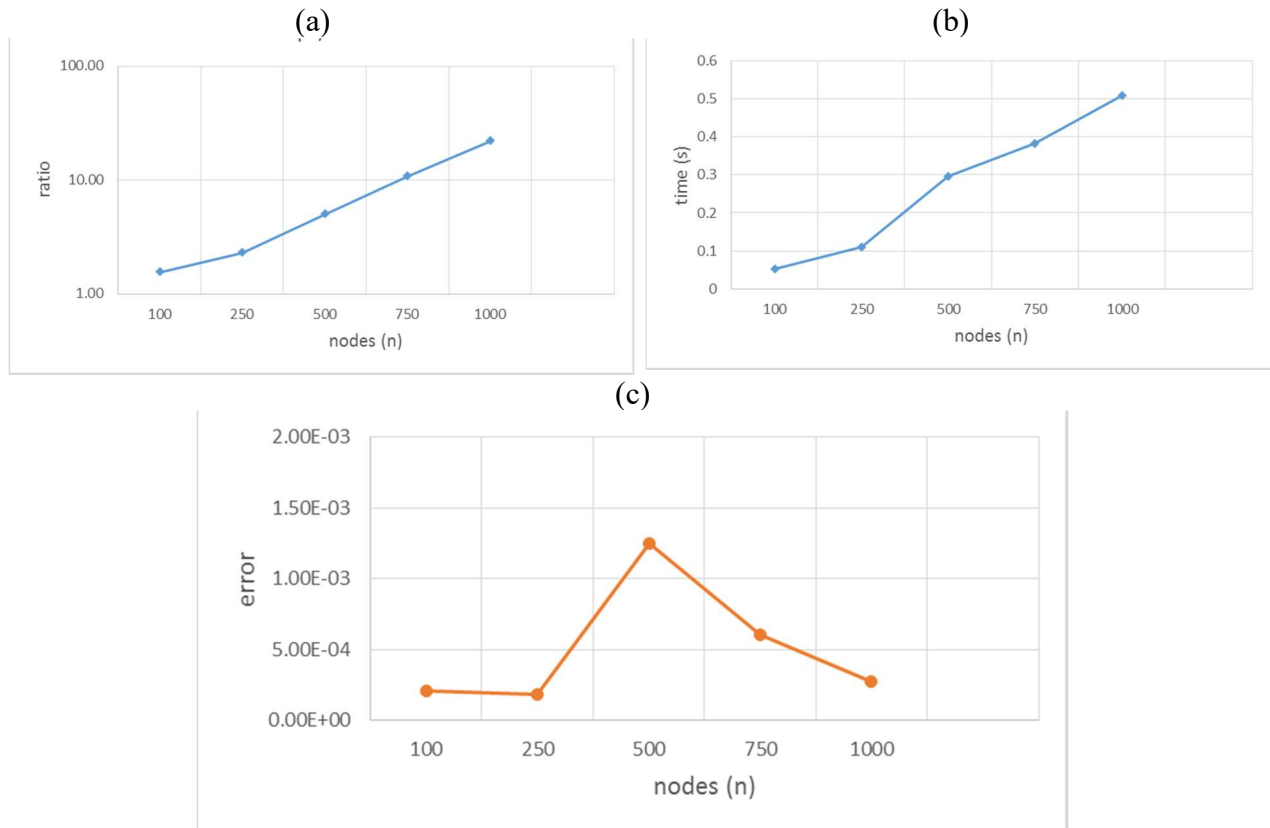 (a)
100.00
10.00
1.00
ratio
100 250 500 750 1000
nodes (n)
(b)
0.6
0.5
0.4
0.3
0.2
0.1
0
time (s)
100 250 500 750 1000
nodes (n)
(c)
2.00E-03
1.50E-03
1.00E-03
5.00E-04
0.00E+00
error
100 250 500 750 1000
nodes (n)